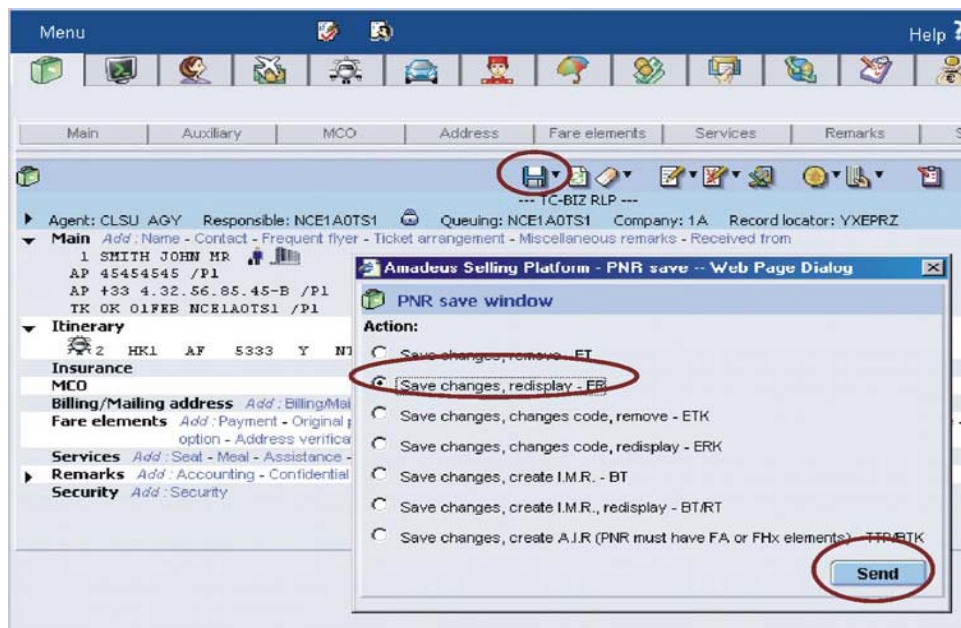 Menu
Help ?
Main Auxiliary MCO Address Fare elements Services Remarks
--- TC-BIZ RLP ---
Agent: CLSU AGY Responsible: NCE1A0TS1 Queuing: NCE1A0TS1 Company: 1A Record locator: YXEPRZ
Main Add : Name - Contact - Frequent flyer - Ticket arrangement - Miscellaneous remarks - Received from
1 SMITH JOHN MR
AP 45454545 /P1
AP +33 4.32.56.85.45-B /P1
TK OK 01FEB NCE1A0TS1 /P1
Itinerary
2 HK1 AF 5333 Y
Insurance
MCO
Billing/Mailing address Add : Billing/Mai
Fare elements Add : Payment - Original
option - Address verifica
Services Add : Seat - Meal - Assistance -
Remarks Add : Accounting - Confidential
Security Add : Security
Amadeus Selling Platform - PNR save -- Web Page Dialog
PNR save window
Action:
Save changes, remove - ET
Save changes, redisplay - ER
Save changes, changes code, remove - ETK
Save changes, changes code, redisplay - ERK
Save changes, create I.M.R. - BT
Save changes, create I.M.R., redisplay - BT/RT
Save changes, create A.I.R (PNR must have FA or FHx elements) - TTP/BTK
Send